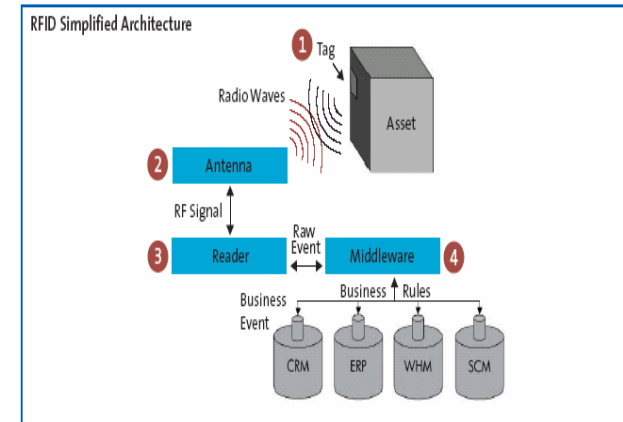 RFID Simplified Architecture
1
Tag
Radio Waves
Asset
2
Antenna
RF Signal
Raw
Event
3
Reader
Middleware
4
Business Rules
Business
Event
CRM
ERP
WHM
SCM